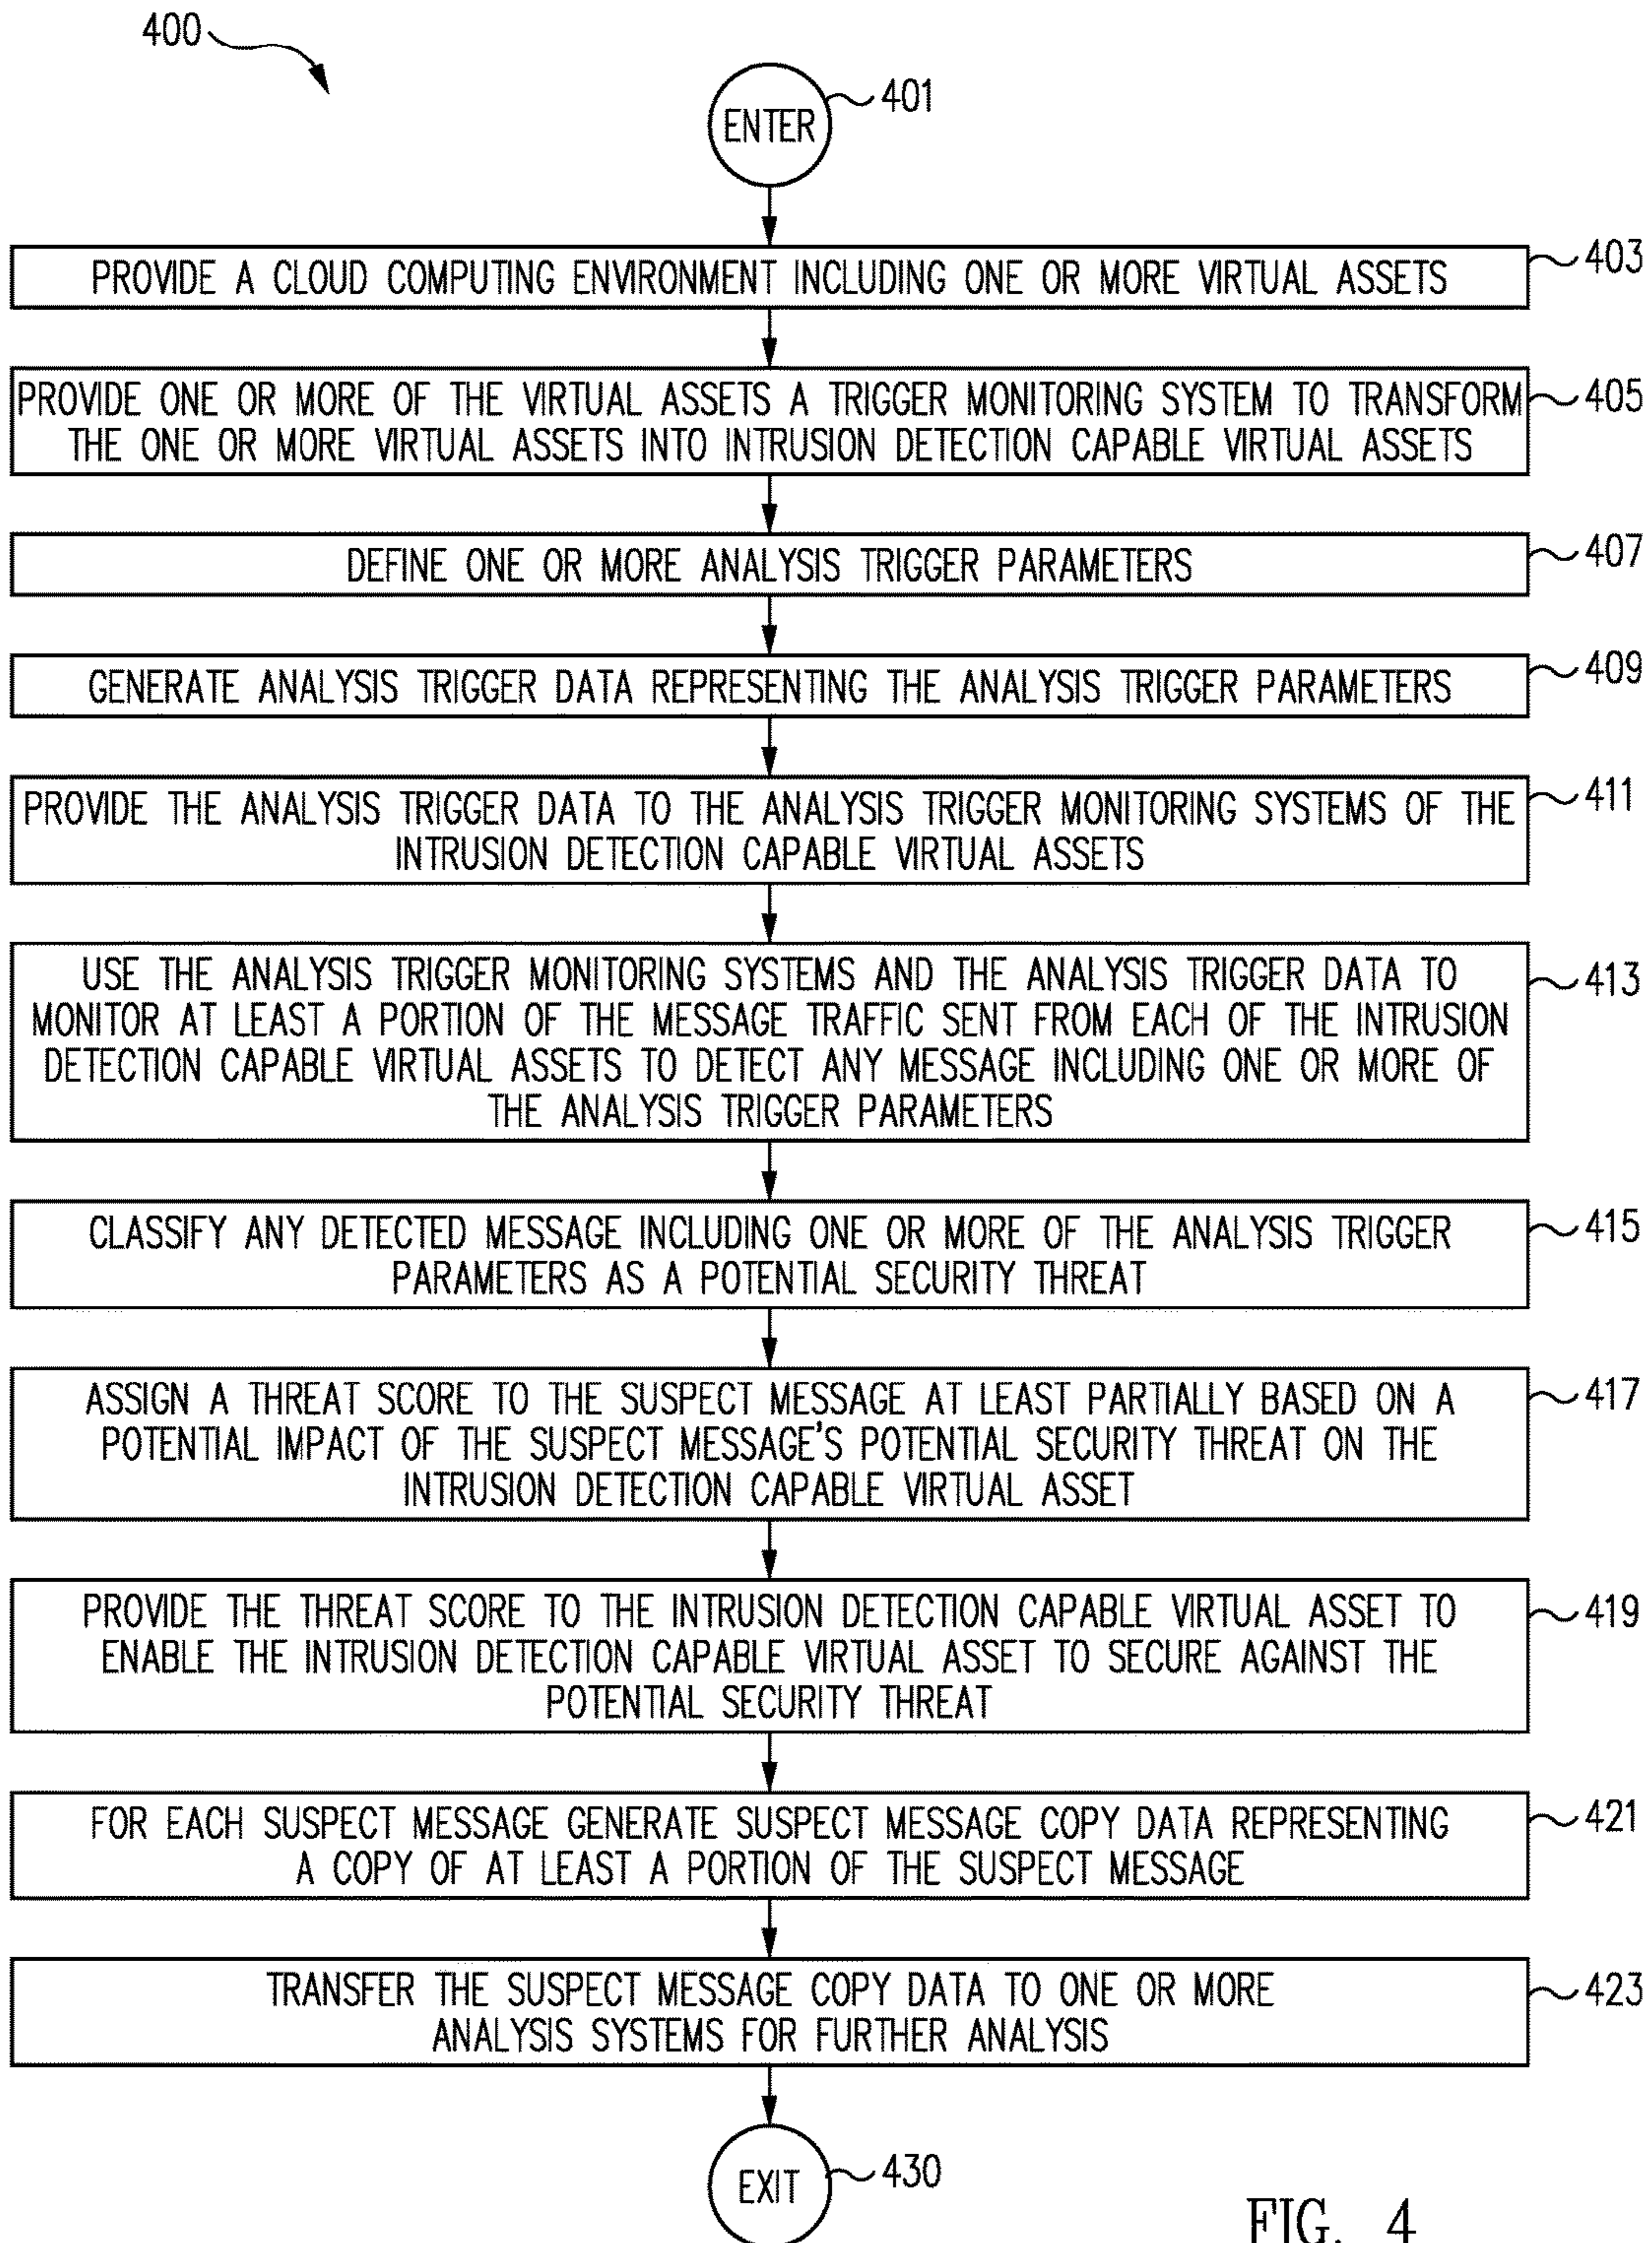 400
ENTER
401
PROVIDE A CLOUD COMPUTING ENVIRONMENT INCLUDING ONE OR MORE VIRTUAL ASSETS
403
PROVIDE ONE OR MORE OF THE VIRTUAL ASSETS A TRIGGER MONITORING SYSTEM TO TRANSFORM
THE ONE OR MORE VIRTUAL ASSETS INTO INTRUSION DETECTION CAPABLE VIRTUAL ASSETS
405
DEFINE ONE OR MORE ANALYSIS TRIGGER PARAMETERS
407
GENERATE ANALYSIS TRIGGER DATA REPRESENTING THE ANALYSIS TRIGGER PARAMETERS
409
PROVIDE THE ANALYSIS TRIGGER DATA TO THE ANALYSIS TRIGGER MONITORING SYSTEMS OF THE
INTRUSION DETECTION CAPABLE VIRTUAL ASSETS
411
USE THE ANALYSIS TRIGGER MONITORING SYSTEMS AND THE ANALYSIS TRIGGER DATA TO
MONITOR AT LEAST A PORTION OF THE MESSAGE TRAFFIC SENT FROM EACH OF THE INTRUSION
DETECTION CAPABLE VIRTUAL ASSETS TO DETECT ANY MESSAGE INCLUDING ONE OR MORE OF
THE ANALYSIS TRIGGER PARAMETERS
413
CLASSIFY ANY DETECTED MESSAGE INCLUDING ONE OR MORE OF THE ANALYSIS TRIGGER
PARAMETERS AS A POTENTIAL SECURITY THREAT
415
ASSIGN A THREAT SCORE TO THE SUSPECT MESSAGE AT LEAST PARTIALLY BASED ON A
POTENTIAL IMPACT OF THE SUSPECT MESSAGE'S POTENTIAL SECURITY THREAT ON THE
INTRUSION DETECTION CAPABLE VIRTUAL ASSET
417
PROVIDE THE THREAT SCORE TO THE INTRUSION DETECTION CAPABLE VIRTUAL ASSET TO
ENABLE THE INTRUSION DETECTION CAPABLE VIRTUAL ASSET TO SECURE AGAINST THE
POTENTIAL SECURITY THREAT
419
FOR EACH SUSPECT MESSAGE GENERATE SUSPECT MESSAGE COPY DATA REPRESENTING
A COPY OF AT LEAST A PORTION OF THE SUSPECT MESSAGE
421
TRANSFER THE SUSPECT MESSAGE COPY DATA TO ONE OR MORE
ANALYSIS SYSTEMS FOR FURTHER ANALYSIS
423
EXIT
430
FIG. 4